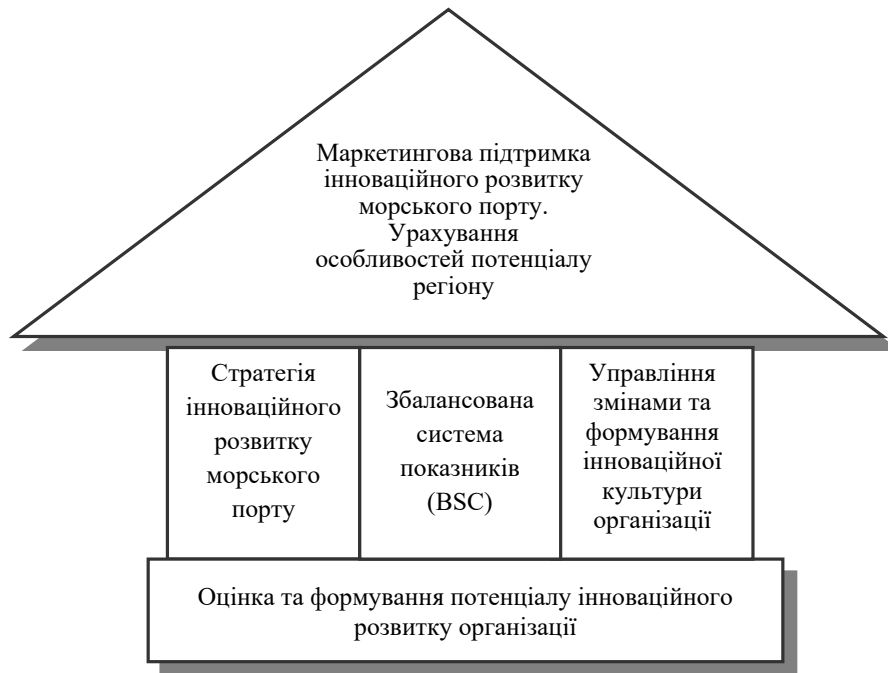 Маркетингова підтримка
інноваційного розвитку
морського порту.
Урахування
особливостей потенціалу
регіону
Стратегія
інноваційного
розвитку
морського
порту
Збалансована
система
показників
(BSC)
Управління
змінами та
формування
інноваційної
культури
організації
Оцінка та формування потенціалу інноваційного
розвитку організації